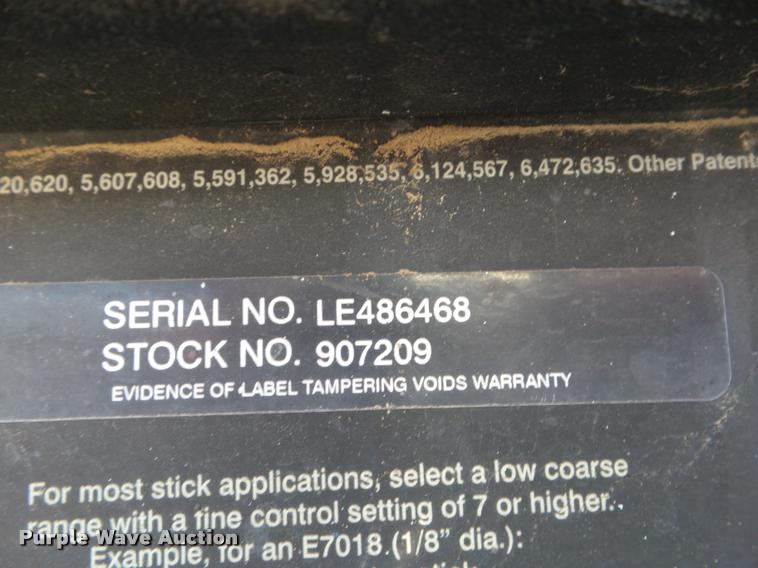 20,620, 5,607,608, 5,591,362, 5,928,535, 6,124,567, 6,472,635. Other Patents
SERIAL NO. LE486468
STOCK NO. 907209
EVIDENCE OF LABEL TAMPERING VOIDS WARRANTY
For most stick applications, select a low coarse
range with a fine control setting of 7 or higher.
Example, for an E7018 (1/8" dia.):
Purple Wave Auction